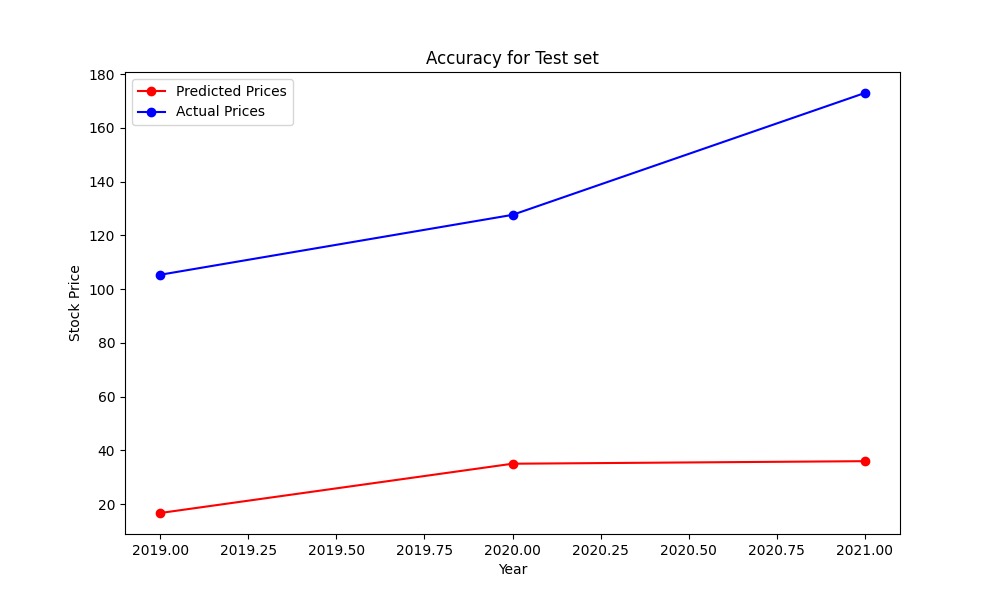 Accuracy for Test set
Predicted Prices
Actual Prices
Stock Price
180
160
140
120
100
80
60
40
20
2019.00 2019.25 2019.50 2019.75 2020.00 2020.25 2020.50 2020.75 2021.00
Year